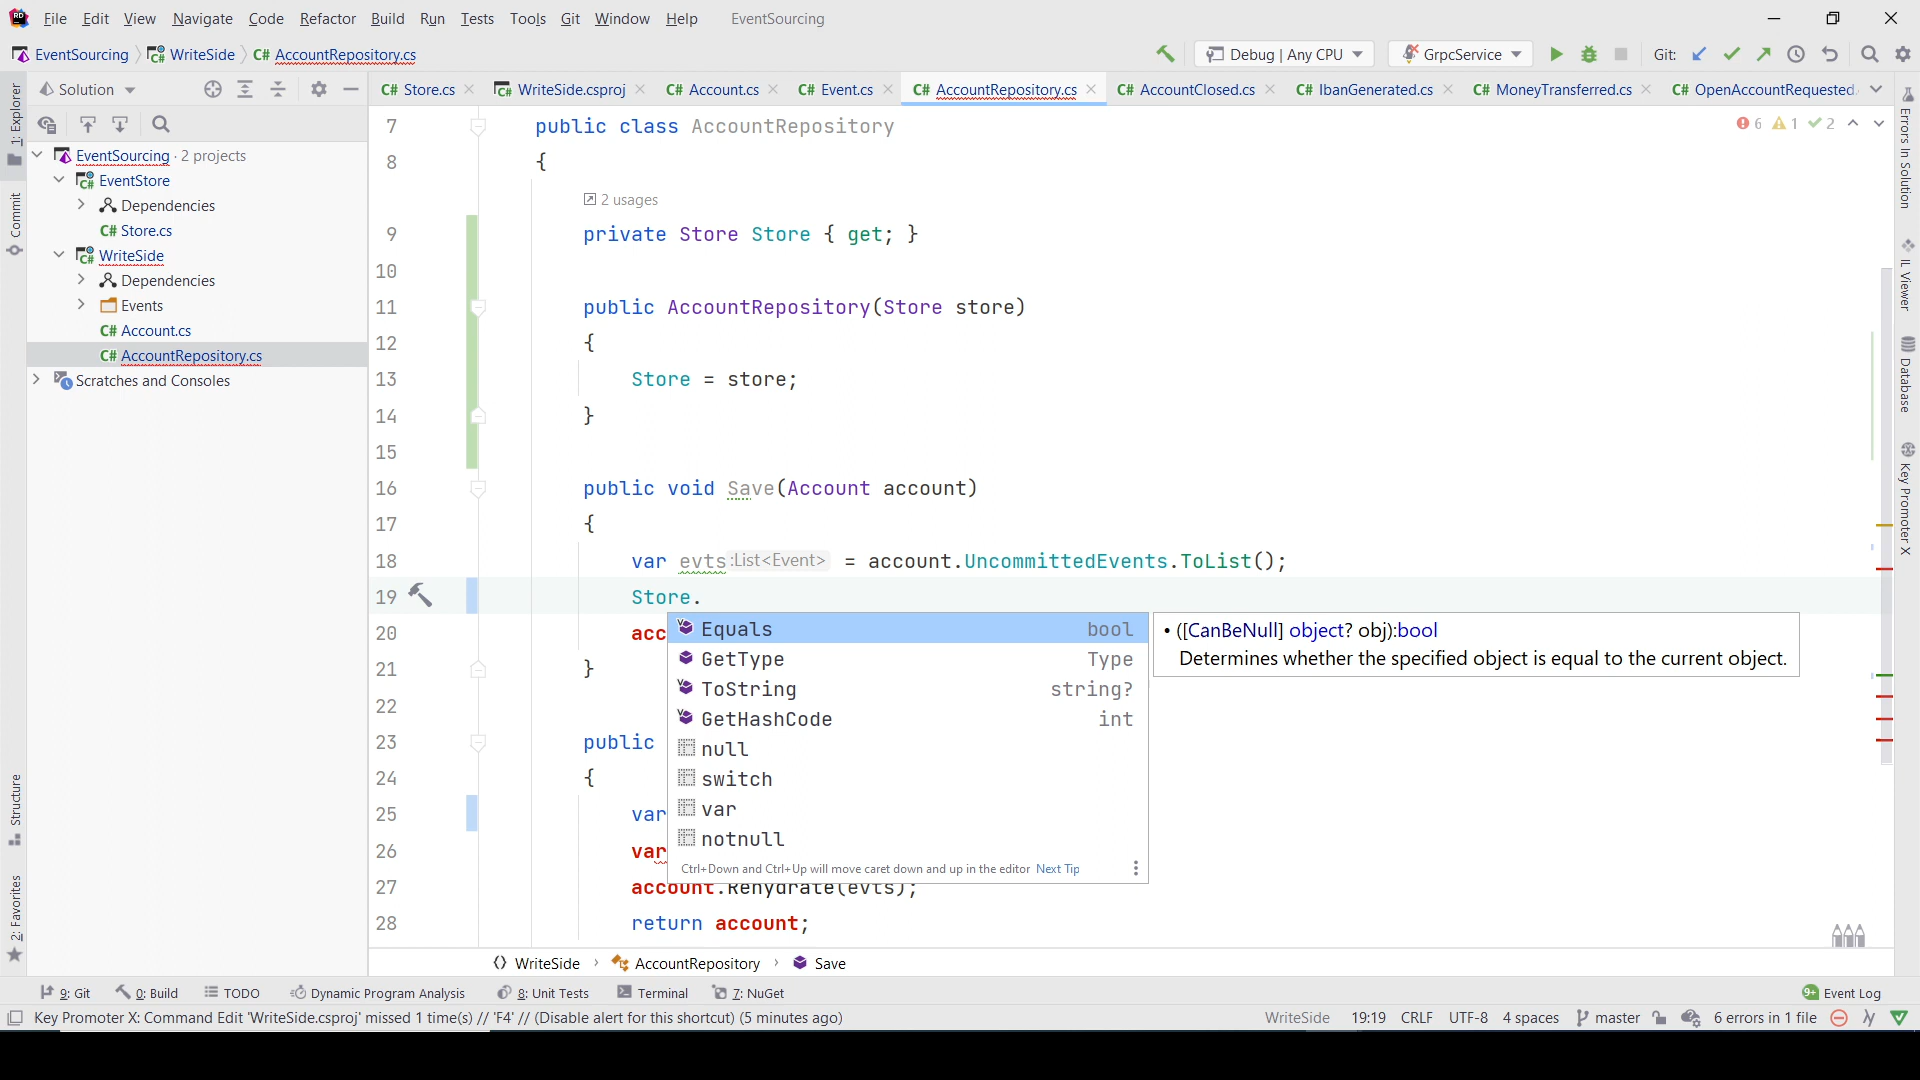 File Edit View Navigate Code Refactor Build Run Tests Tools Git Window Help EventSourcing
EventSourcing WriteSide C# AccountRepository.cs Debug | Any CPU GrpcService Git:
Solution
C# Store.cs WriteSide.csproj C# Account.cs C# Event.cs C# AccountRepository.cs C# AccountClosed.cs C# IbanGenerated.cs C# MoneyTransferred.cs C# OpenAccountRequested.
1: Explorer
Commit
Structure
2: Favorites
EventSourcing · 2 projects
EventStore
Dependencies
C# Store.cs
WriteSide
Dependencies
Events
C# Account.cs
C# AccountRepository.cs
Scratches and Consoles
6 1 2
7 public class AccountRepository
8 {
2 usages
9 private Store Store { get; }
10
11 public AccountRepository(Store store)
12 {
13 Store = store;
14 }
15
16 public void Save(Account account)
17 {
18 var evts :List<Event> = account.UncommittedEvents.ToList();
19 Store.
20 acc
21 }
22
23 public
24 {
25 var
26 var
27 account.Rehydrate(evts);
28 return account;
Equals bool
GetType Type
ToString string?
GetHashCode int
null
switch
var
notnull
Ctrl+Down and Ctrl+Up will move caret down and up in the editor Next Tip
• ([CanBeNull] object? obj):bool
Determines whether the specified object is equal to the current object.
Errors In Solution
IL Viewer
Database
Key Promoter X
WriteSide AccountRepository Save
9: Git 0: Build TODO Dynamic Program Analysis 8: Unit Tests Terminal 7: NuGet 9+ Event Log
Key Promoter X: Command Edit 'WriteSide.csproj' missed 1 time(s) // 'F4' // (Disable alert for this shortcut) (5 minutes ago) WriteSide 19:19 CRLF UTF-8 4 spaces master 6 errors in 1 file